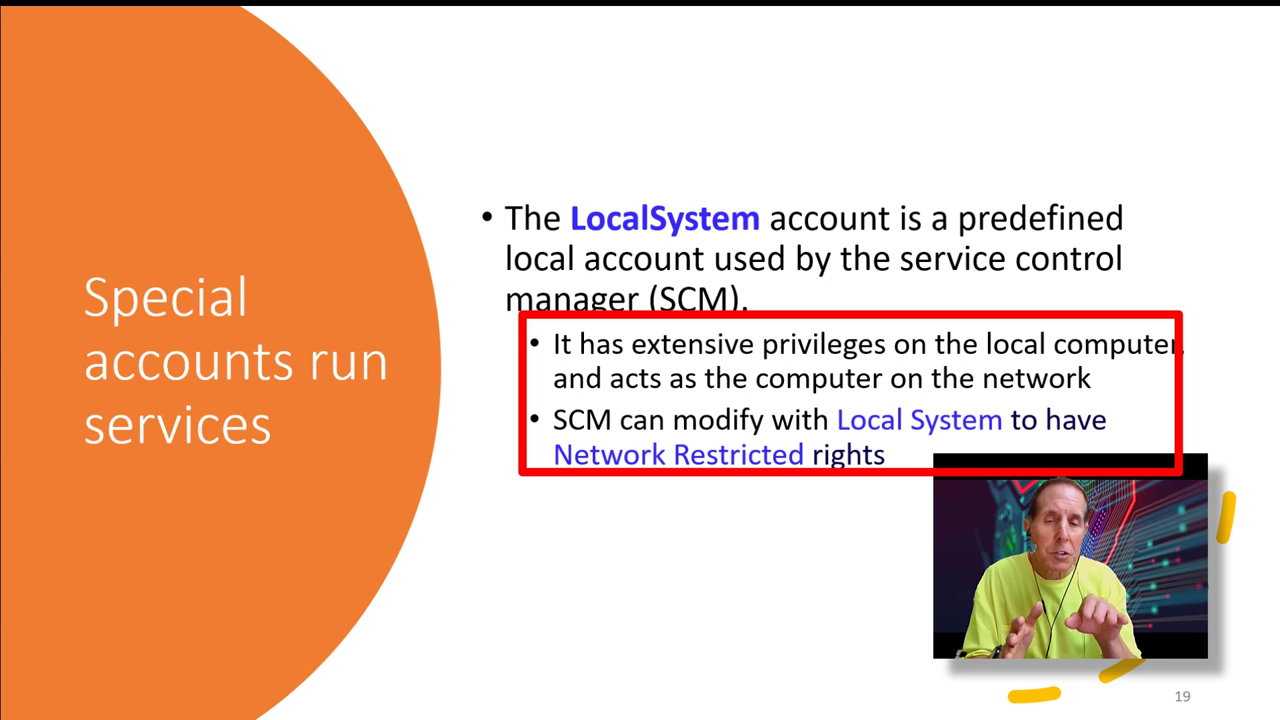 Special
accounts run
services
• The LocalSystem account is a predefined
local account used by the service control
manager (SCM).
• It has extensive privileges on the local computer,
and acts as the computer on the network
• SCM can modify with Local System to have
Network Restricted rights
19